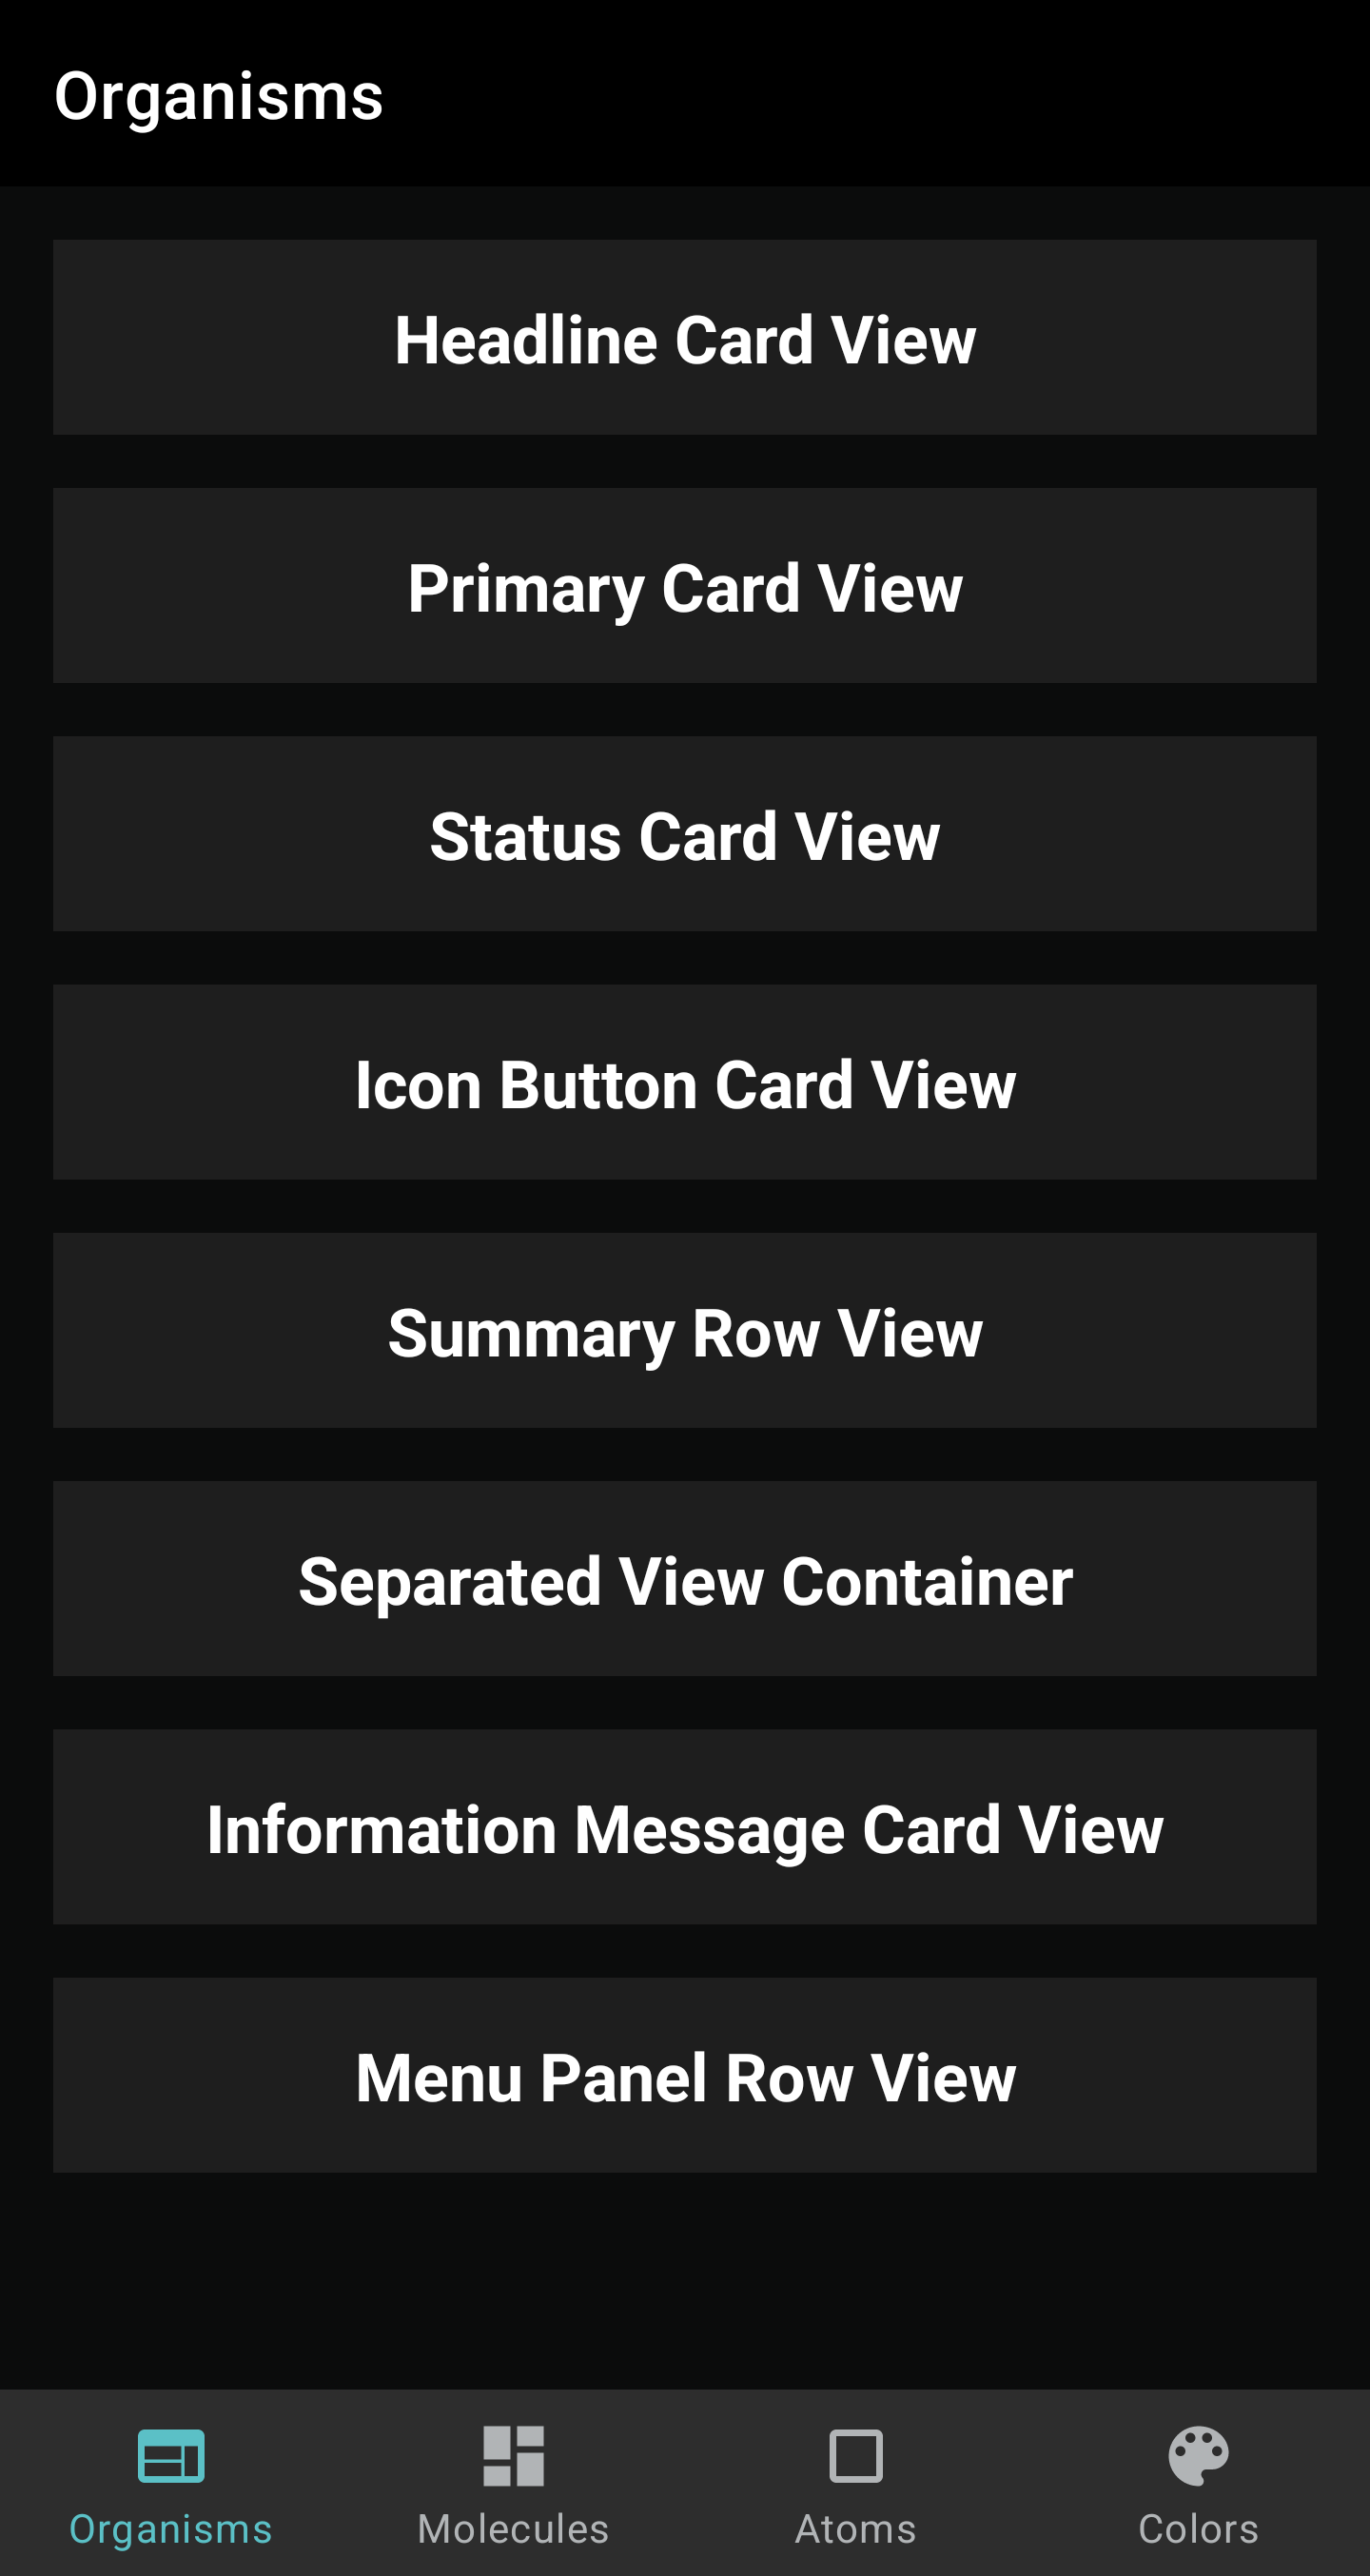 Organisms
Headline Card View
Primary Card View
Status Card View
Icon Button Card View
Summary Row View
Separated View Container
Information Message Card View
Menu Panel Row View
Organisms
Molecules
Atoms
Colors